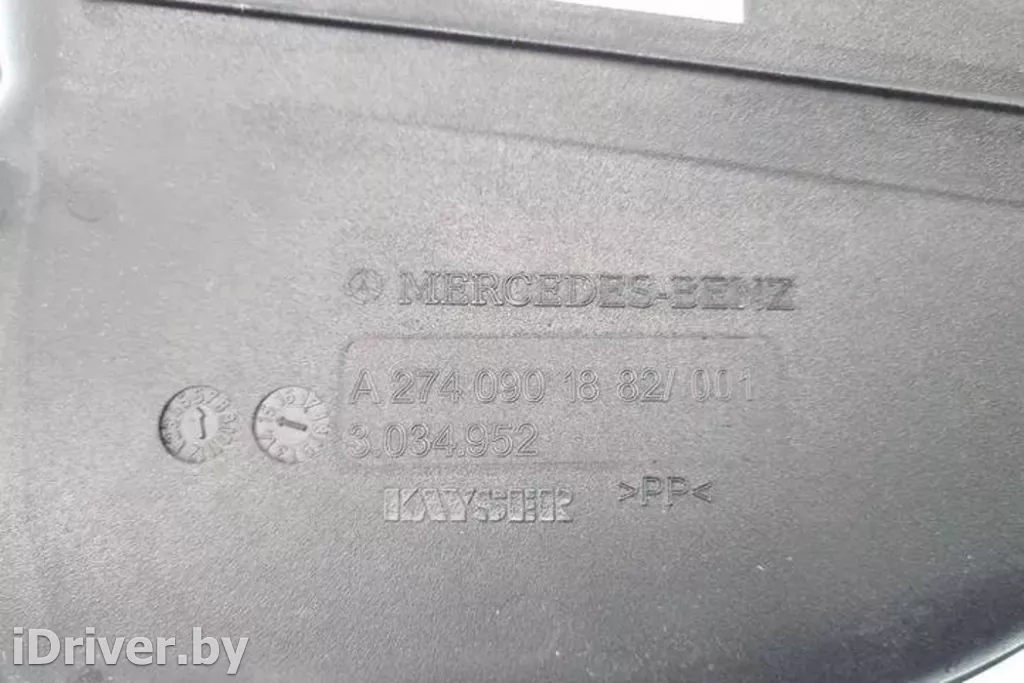 MERCEDES-BENZ
A 274 090 18 82/ 001
3.034.952
KAYSER >PP<
iDriver.by